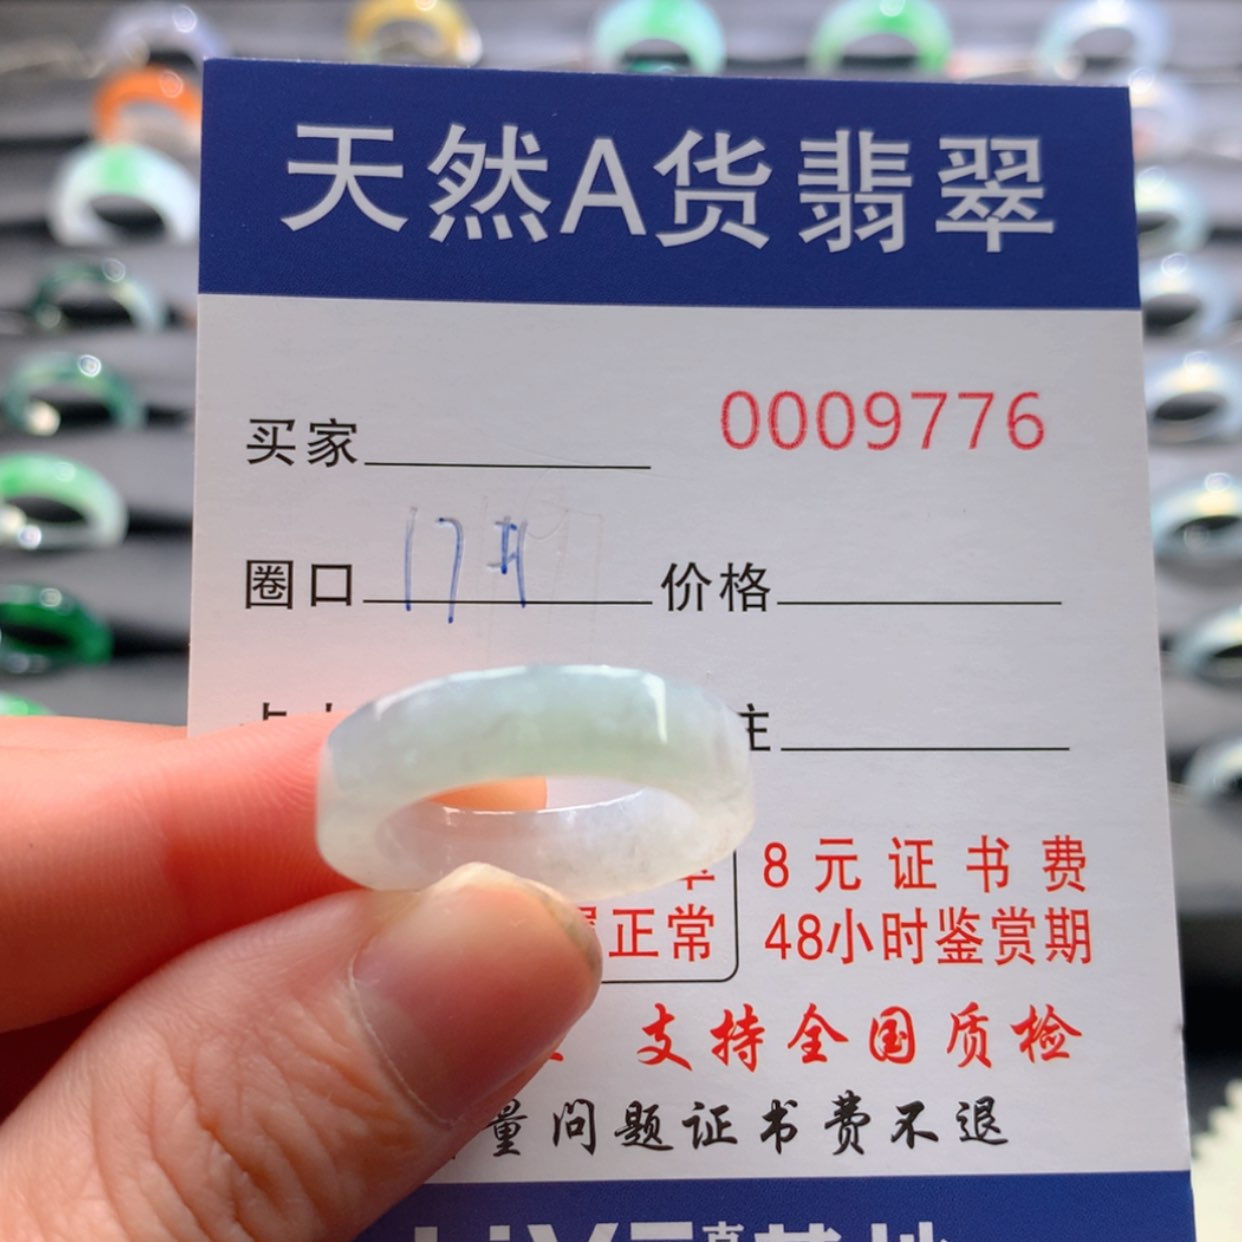 天然A货翡翠
买家 0009776
圈口 17 价格
主
8元证书费
正常 48小时鉴赏期
支持全国质检
量问题证书费不退